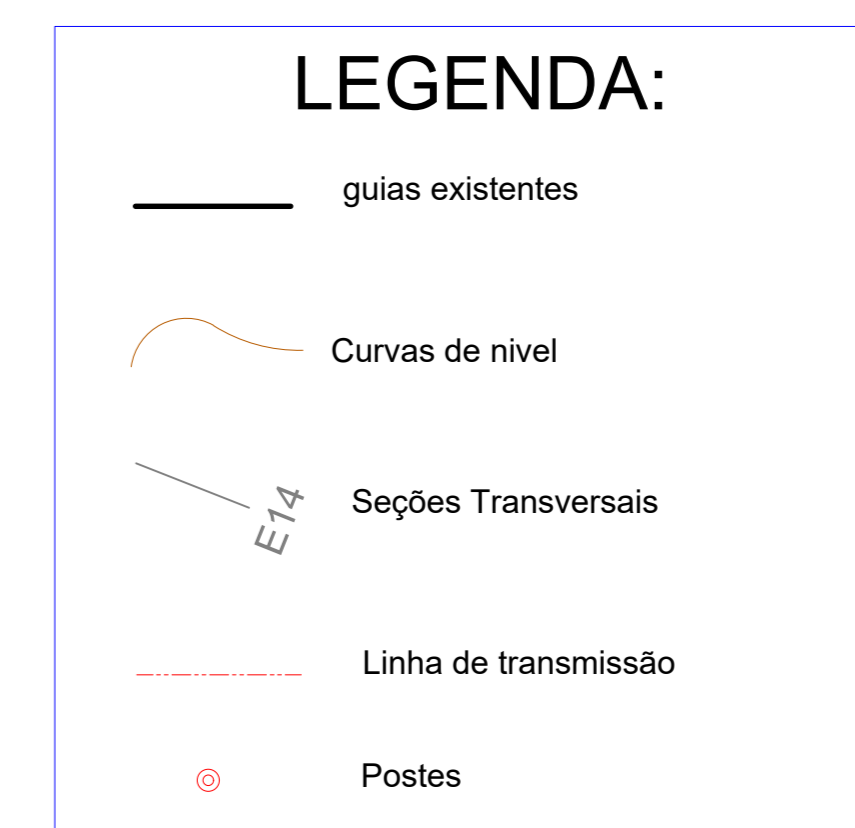 LEGENDA:
guias existentes
Curvas de nivel
E14
Seções Transversais
Linha de transmissão
Postes